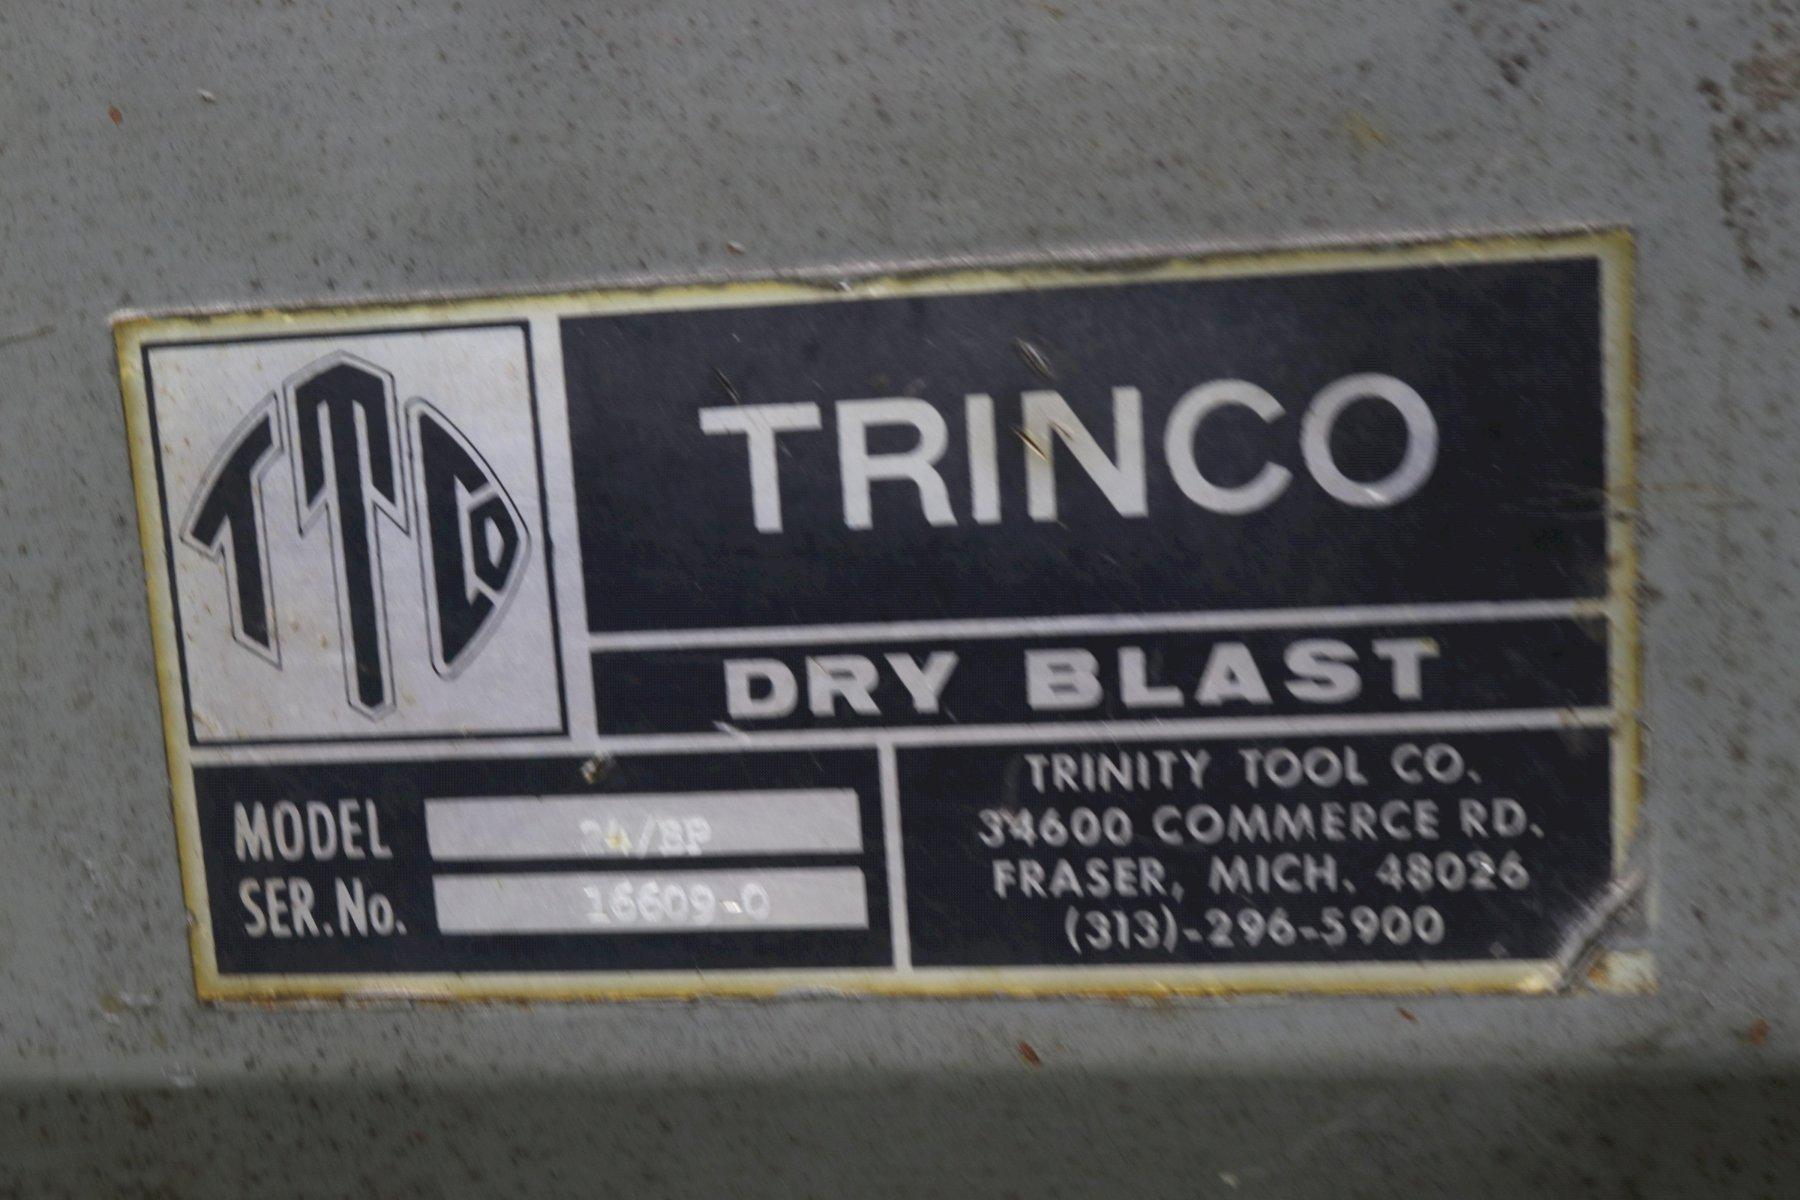 TTCO
TRINCO
DRY BLAST
MODEL 24/BP
SER. No. 16609-0
TRINITY TOOL CO.
34600 COMMERCE RD.
FRASER, MICH. 48026
(313)-296-5900